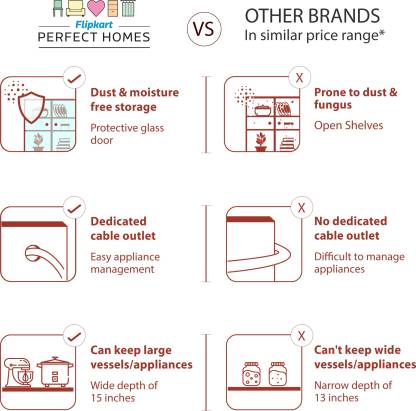 Flipkart
PERFECT HOMES
VS
OTHER BRANDS
In similar price range*
Dust & moisture
free storage
Protective glass
door
X
Prone to dust &
fungus
Open Shelves
Dedicated
cable outlet
Easy appliance
management
X
No dedicated
cable outlet
Difficult to manage
appliances
Can keep large
vessels/appliances
Wide depth of
15 inches
X
Can't keep wide
vessels/appliances
Narrow depth of
13 inches